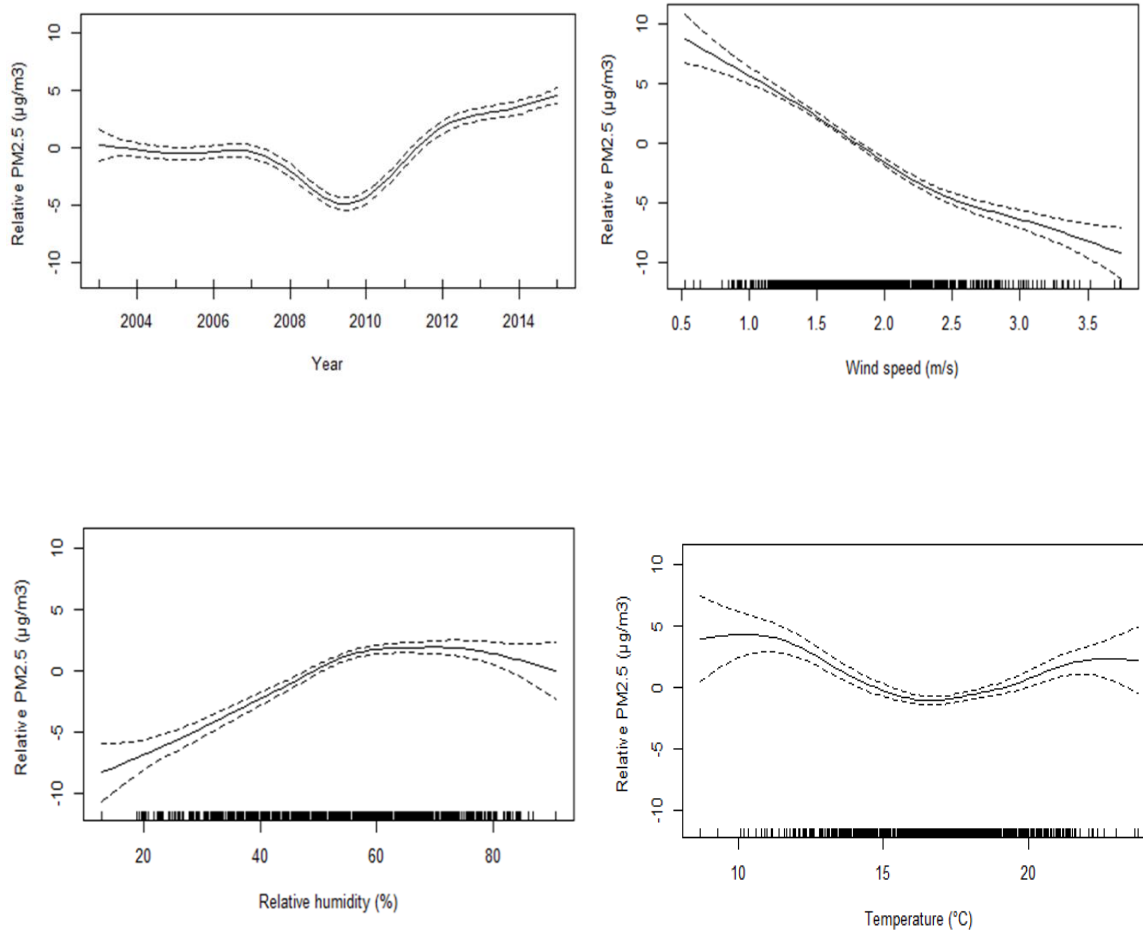 Relative PM2.5 (µg/m3)
10
5
0
-5
-10
2004 2006 2008 2010 2012 2014
Year
Relative PM2.5 (µg/m3)
10
5
0
-5
-10
0.5 1.0 1.5 2.0 2.5 3.0 3.5
Wind speed (m/s)
Relative PM2.5 (µg/m3)
10
5
0
-5
-10
20 40 60 80
Relative humidity (%)
Relative PM2.5 (µg/m3)
10
5
0
-5
-10
10 15 20
Temperature (°C)